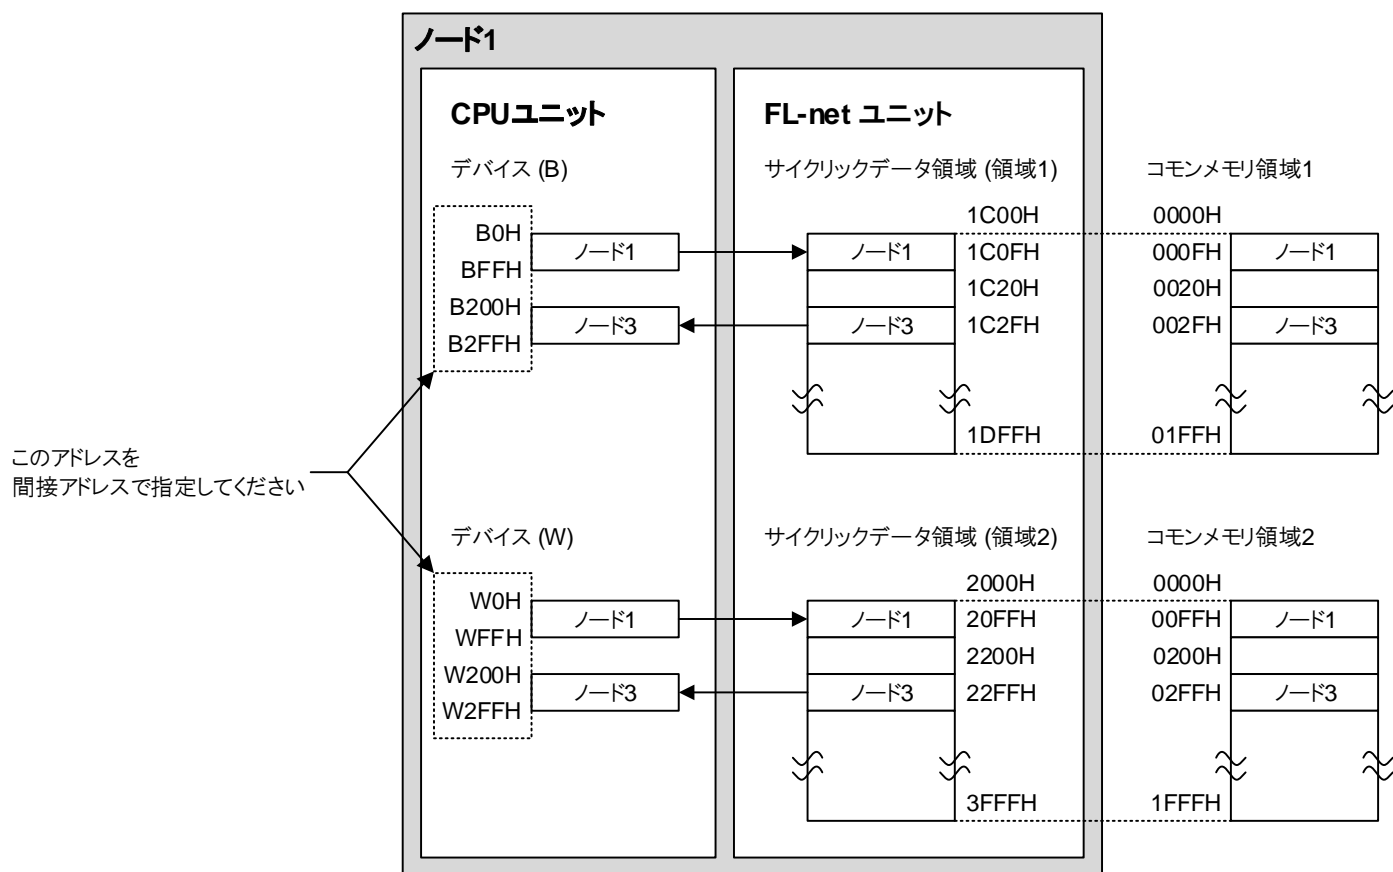 ノード1
CPUユニット
FL-net ユニット
デバイス (B)
サイクリックデータ領域 (領域1)
コモンメモリ領域1
B0H
BFFH
B200H
B2FFH
ノード1
ノード3
ノード1
ノード3
1C00H
1C0FH
1C20H
1C2FH
1DFFH
0000H
000FH
0020H
002FH
01FFH
ノード1
ノード3
このアドレスを
間接アドレスで指定してください
デバイス (W)
サイクリックデータ領域 (領域2)
コモンメモリ領域2
W0H
WFFH
W200H
W2FFH
ノード1
ノード3
ノード1
ノード3
2000H
20FFH
2200H
22FFH
3FFFH
0000H
00FFH
0200H
02FFH
1FFFH
ノード1
ノード3